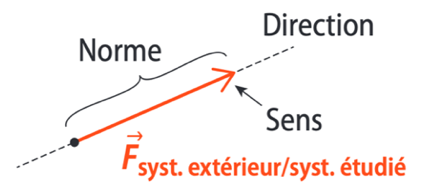 Direction
Norme
Sens
F⃗ syst. extérieur/syst. étudié